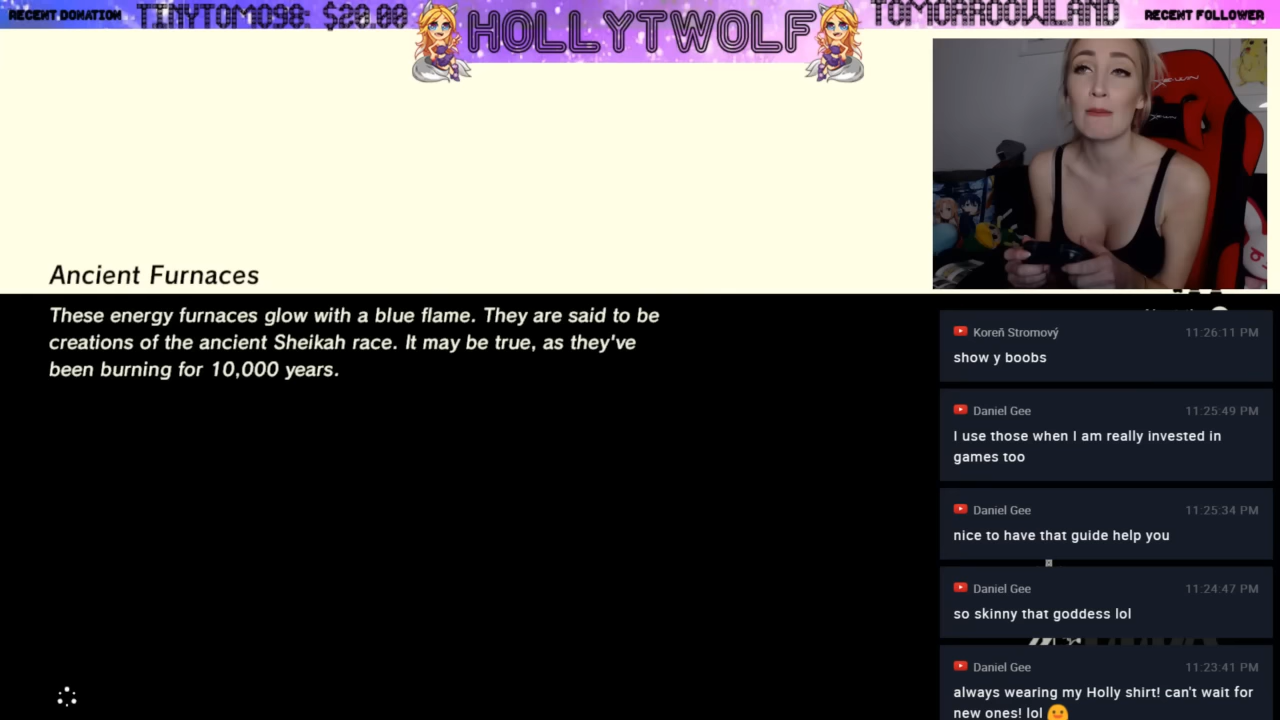 RECENT DONATION
TINYTOM098: $20.00
HOLLYTWOLF
TOMORROOWLAND
RECENT FOLLOWER
Ancient Furnaces
These energy furnaces glow with a blue flame. They are said to be
creations of the ancient Sheikah race. It may be true, as they've
been burning for 10,000 years.
Koreň Stromový 11:26:11 PM
show y boobs
Daniel Gee 11:25:49 PM
I use those when I am really invested in
games too
Daniel Gee 11:25:34 PM
nice to have that guide help you
Daniel Gee 11:24:47 PM
so skinny that goddess lol
Daniel Gee 11:23:41 PM
always wearing my Holly shirt! can't wait for
new ones! lol